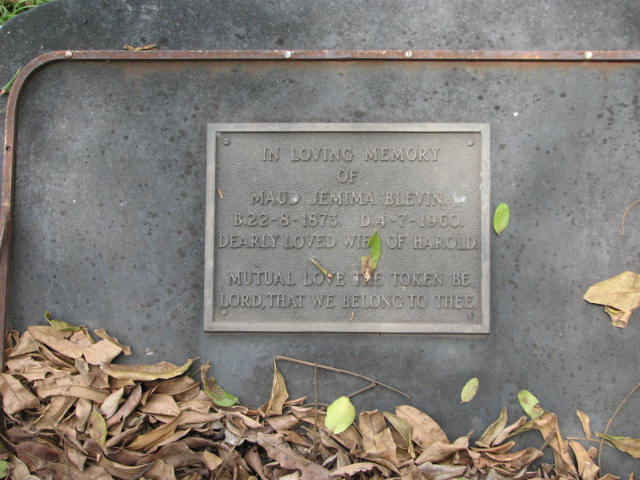 IN LOVING MEMORY
OF
MAUD JEMIMA BLEVIN.
B.22-8-1873. D.4-7-1960.
DEARLY LOVED WIFE OF HAROLD.
MUTUAL LOVE THE TOKEN BE
LORD, THAT WE BELONG TO THEE.